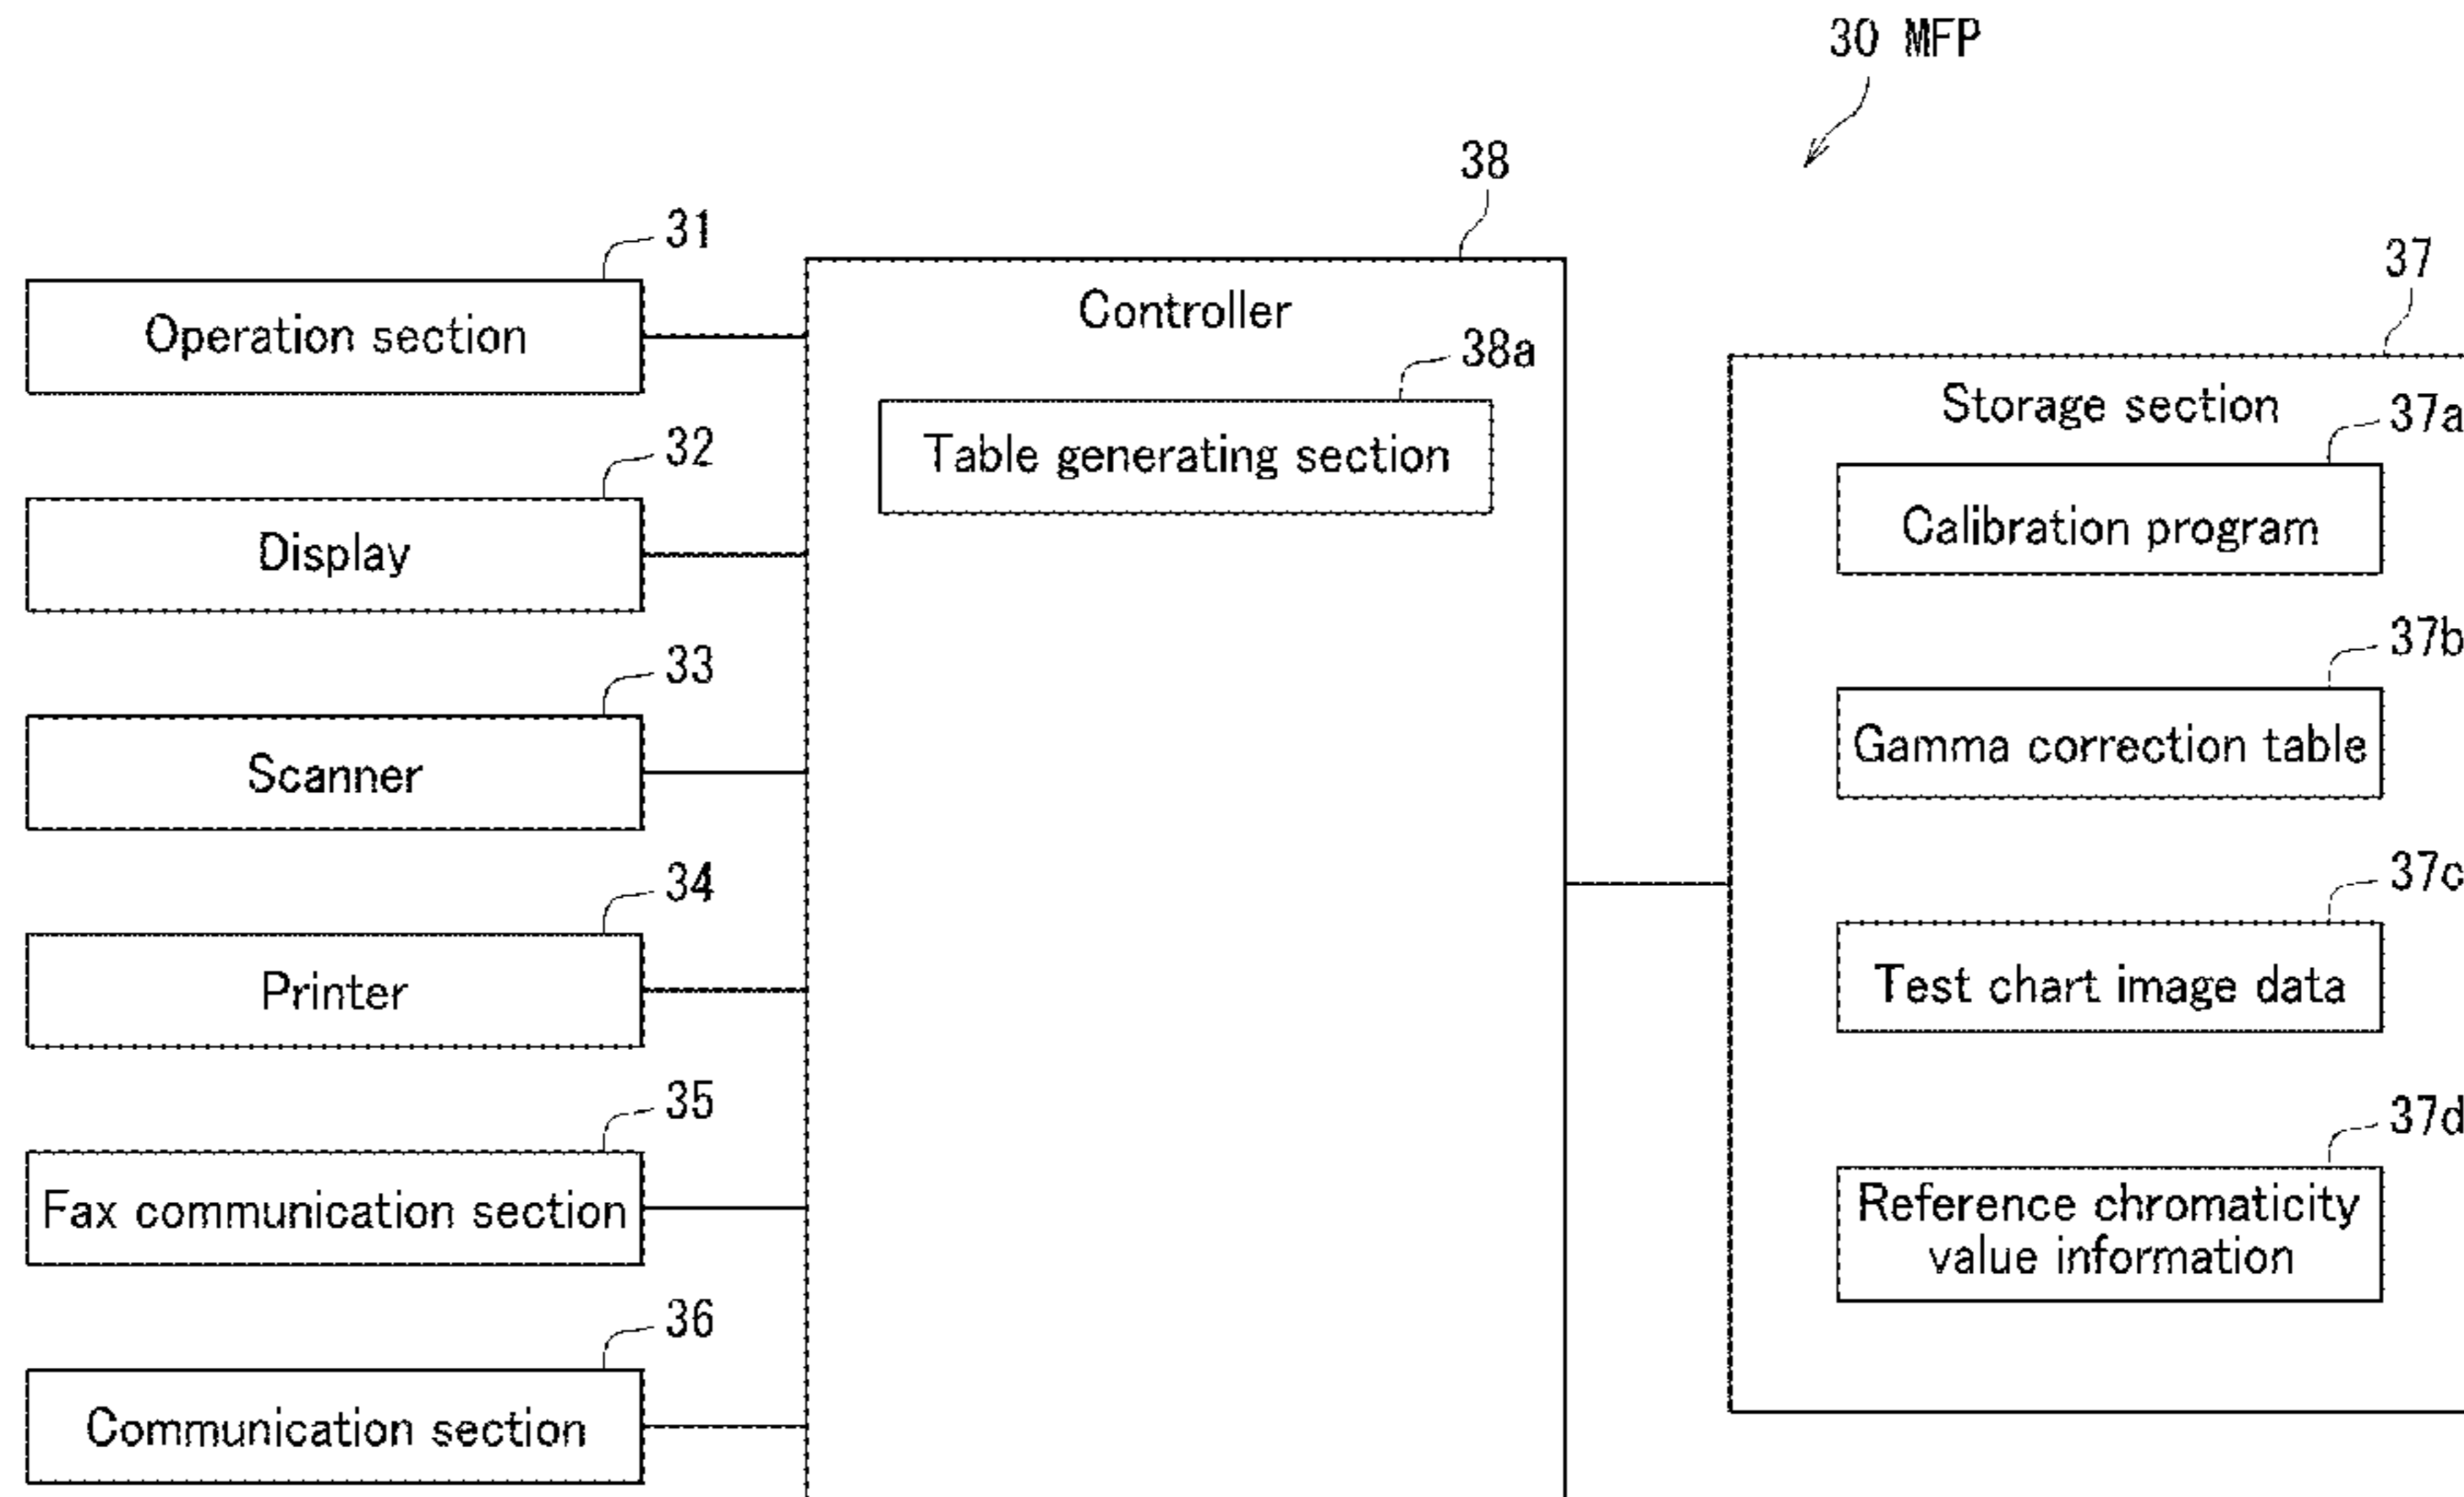 30 MFP
38
31
37
Operation section
Controller
38a
Storage section
37a
32
Table generating section
Calibration program
Display
37b
33
Gamma correction table
Scanner
34
37c
Printer
Test chart image data
35
37d
Fax communication section
Reference chromaticity
value information
36
Communication section